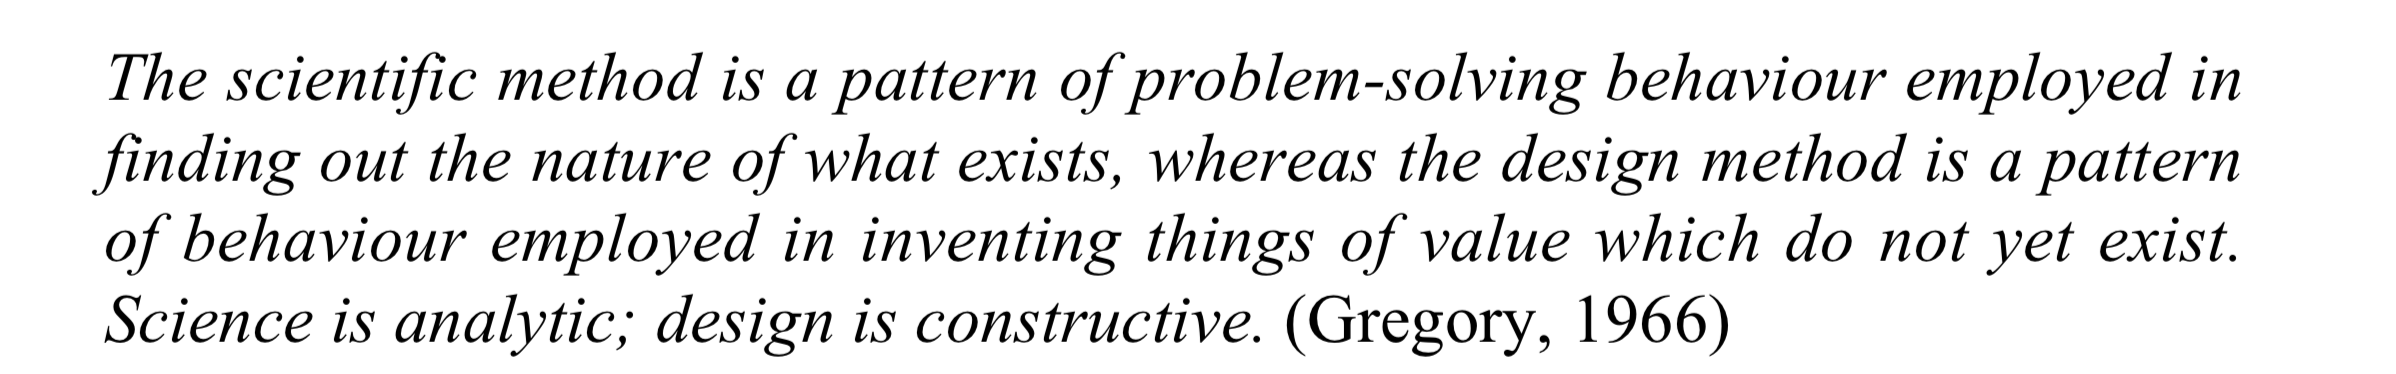 The scientific method is a pattern of problem-solving behaviour employed in
finding out the nature of what exists, whereas the design method is a pattern
of behaviour employed in inventing things of value which do not yet exist.
Science is analytic; design is constructive. (Gregory, 1966)